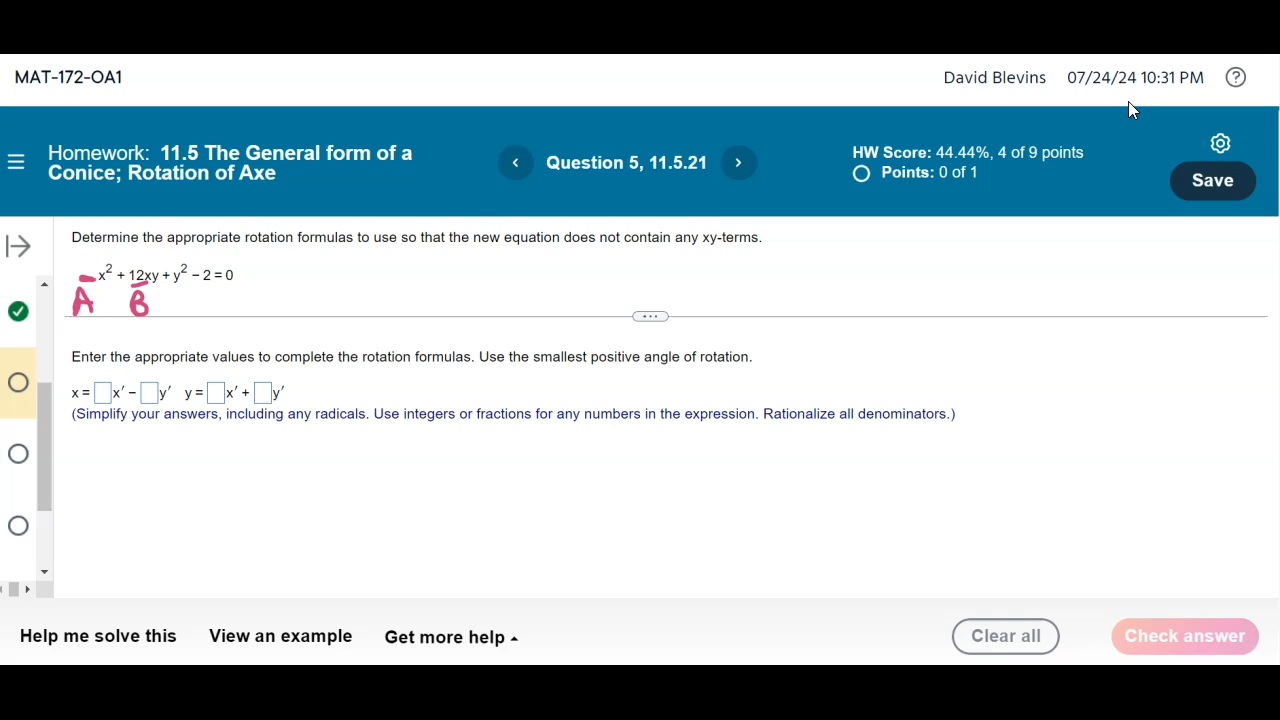 MAT-172-OA1
David Blevins 07/24/24 10:31 PM ?
Homework: 11.5 The General form of a
Conice; Rotation of Axe
‹ Question 5, 11.5.21 ›
HW Score: 44.44%, 4 of 9 points
Points: 0 of 1
Save
Determine the appropriate rotation formulas to use so that the new equation does not contain any xy-terms.
x² + 12xy + y² − 2 = 0
A B
Enter the appropriate values to complete the rotation formulas. Use the smallest positive angle of rotation.
x = □x′ − □y′ y = □x′ + □y′
(Simplify your answers, including any radicals. Use integers or fractions for any numbers in the expression. Rationalize all denominators.)
Help me solve this View an example Get more help Clear all Check answer